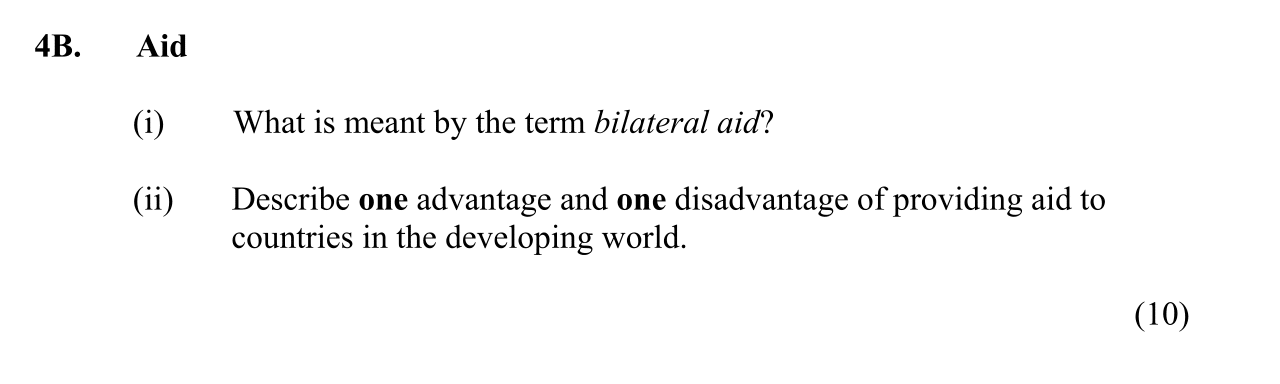 4B. Aid
(i) What is meant by the term bilateral aid?
(ii) Describe one advantage and one disadvantage of providing aid to
countries in the developing world.
(10)